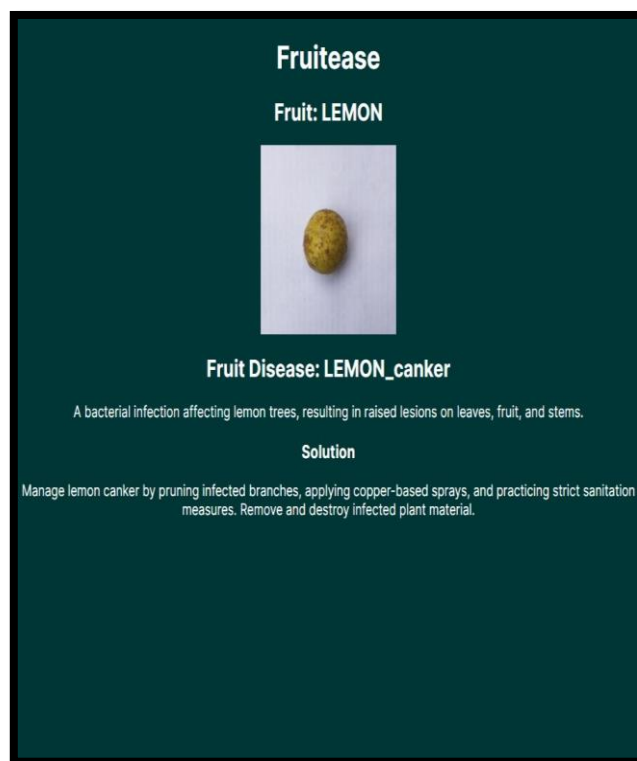 Fruitease
Fruit: LEMON
Fruit Disease: LEMON_canker
A bacterial infection affecting lemon trees, resulting in raised lesions on leaves, fruit, and stems.
Solution
Manage lemon canker by pruning infected branches, applying copper-based sprays, and practicing strict sanitation
measures. Remove and destroy infected plant material.